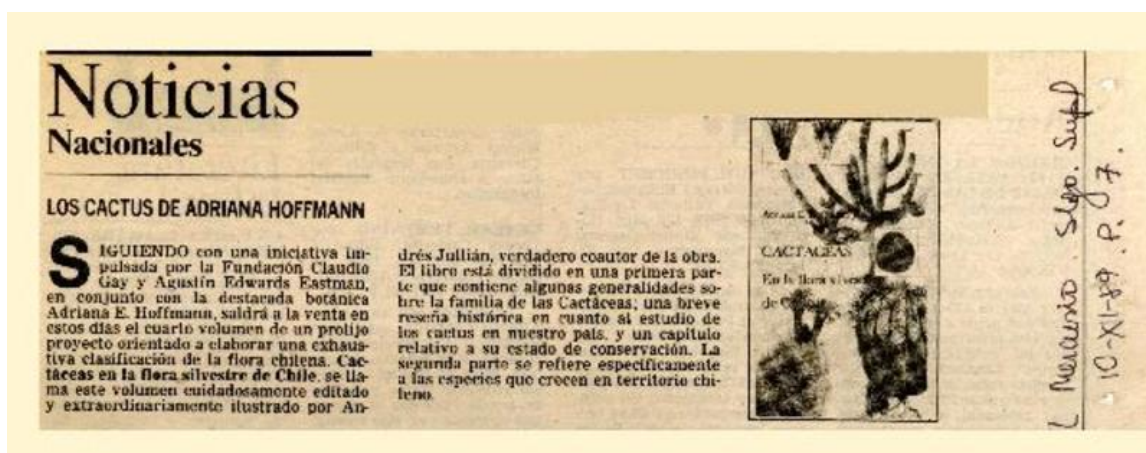 Noticias
Nacionales
LOS CACTUS DE ADRIANA HOFFMANN
SIGUIENDO con una iniciativa im-
pulsada por la Fundación Claudio
Gay y Agustín Edwards Eastman,
en conjunto con la destacada botánica
Adriana E. Hoffmann, saldrá a la venta en
estos días el cuarto volumen de un prolijo
proyecto orientado a elaborar una exhaus-
tiva clasificación de la flora chilena. Cac-
táceas en la flora silvestre de Chile, se lla-
ma este volumen cuidadosamente editado
y extraordinariamente ilustrado por An-
drés Jullián, verdadero coautor de la obra.
El libro está dividido en una primera par-
te que contiene algunas generalidades so-
bre la familia de las Cactáceas; una breve
reseña histórica en cuanto al estudio de
los cactus en nuestro país, y un capítulo
relativo a su estado de conservación. La
segunda parte se refiere específicamente
a las especies que crecen en territorio chi-
leno.
CACTACEAS
En la flora silvestre
de
Mercurio. Stgo. Supl
10-XI-89. P. 7.